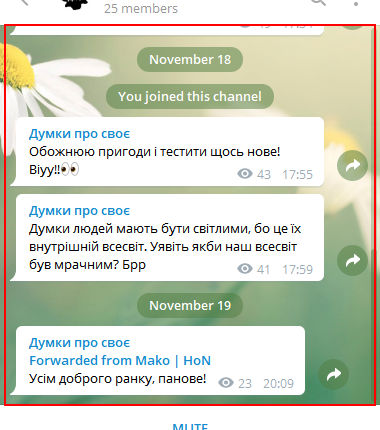 25 members
November 18
You joined this channel
Думки про своє
Обожнюю пригоди і тестити щось нове!
Віуу!!👀
43 17:55
Думки про своє
Думки людей мають бути світлими, бо це їх
внутрішній всесвіт. Уявіть якби наш всесвіт
був мрачним? Брр
41 17:59
November 19
Думки про своє
Forwarded from Mako | HoN
Усім доброго ранку, панове!
23 20:09
MUTE